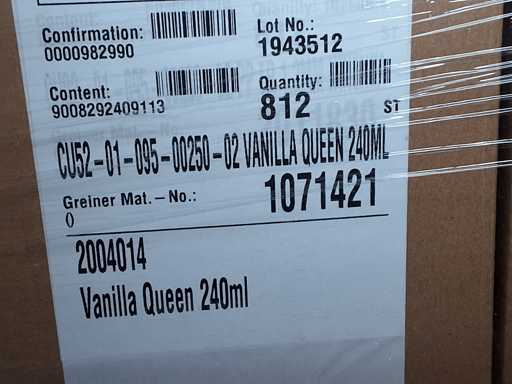 Confirmation: Lot No.:
0000982990 1943512
Content: Quantity:
9008292409113 812 ST
CU52-01-095-00250-02 VANILLA QUEEN 240ML
Greiner Mat.-No.: 1071421
()
2004014
Vanilla Queen 240ml